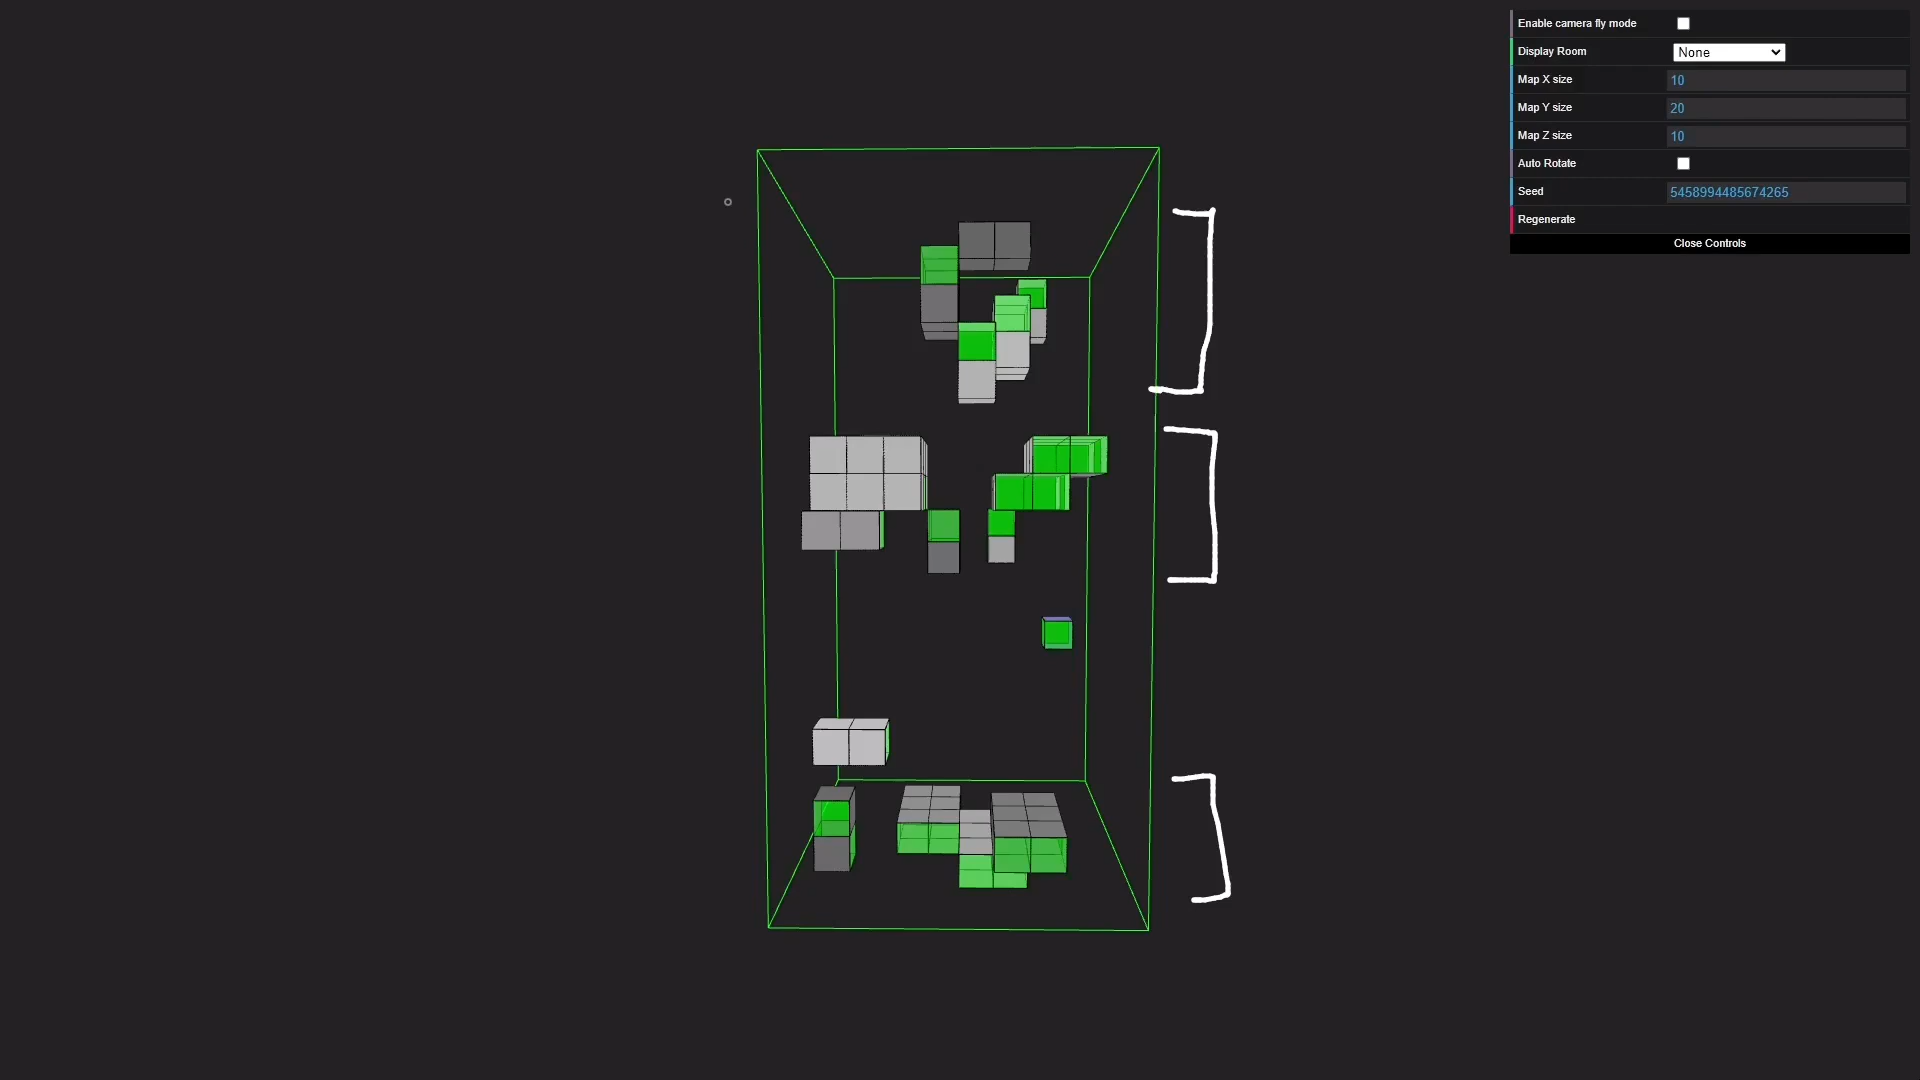 Enable camera fly mode
Display Room None
Map X size 10
Map Y size 20
Map Z size 10
Auto Rotate
Seed 5458994485674265
Regenerate
Close Controls